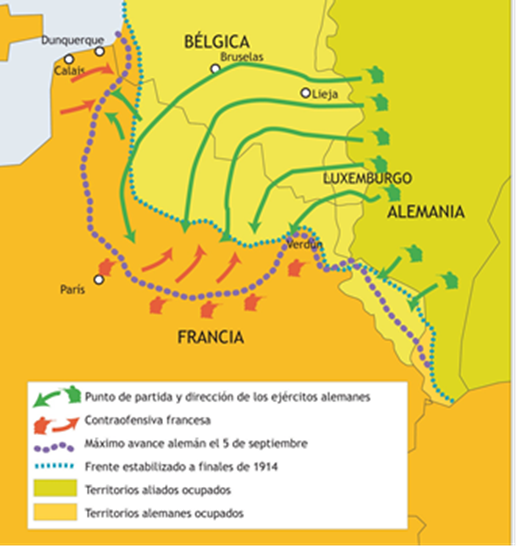 Dunquerque
Calais
BÉLGICA
Bruselas
Lieja
LUXEMBURGO
ALEMANIA
Verdún
París
FRANCIA
Punto de partida y dirección de los ejércitos alemanes
Contraofensiva francesa
Máximo avance alemán el 5 de septiembre
Frente estabilizado a finales de 1914
Territorios aliados ocupados
Territorios alemanes ocupados